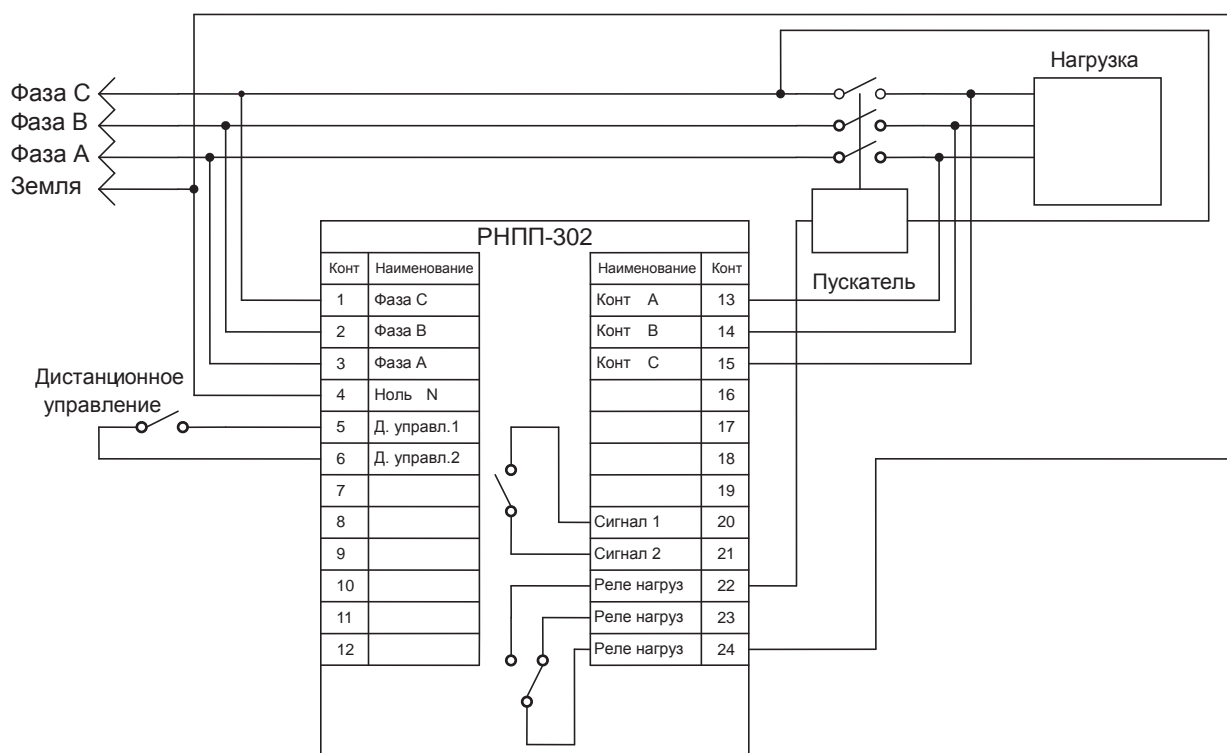 Нагрузка
Фаза C
Фаза B
Фаза A
Земля
РНПП-302
Пускатель
Конт Наименование Наименование Конт
1 Фаза C Конт A 13
2 Фаза B Конт B 14
3 Фаза A Конт C 15
Дистанционное
управление
4 Ноль N 16
5 Д. управл.1 17
6 Д. управл.2 18
7 19
8 Сигнал 1 20
9 Сигнал 2 21
10 Реле нагруз 22
11 Реле нагруз 23
12 Реле нагруз 24